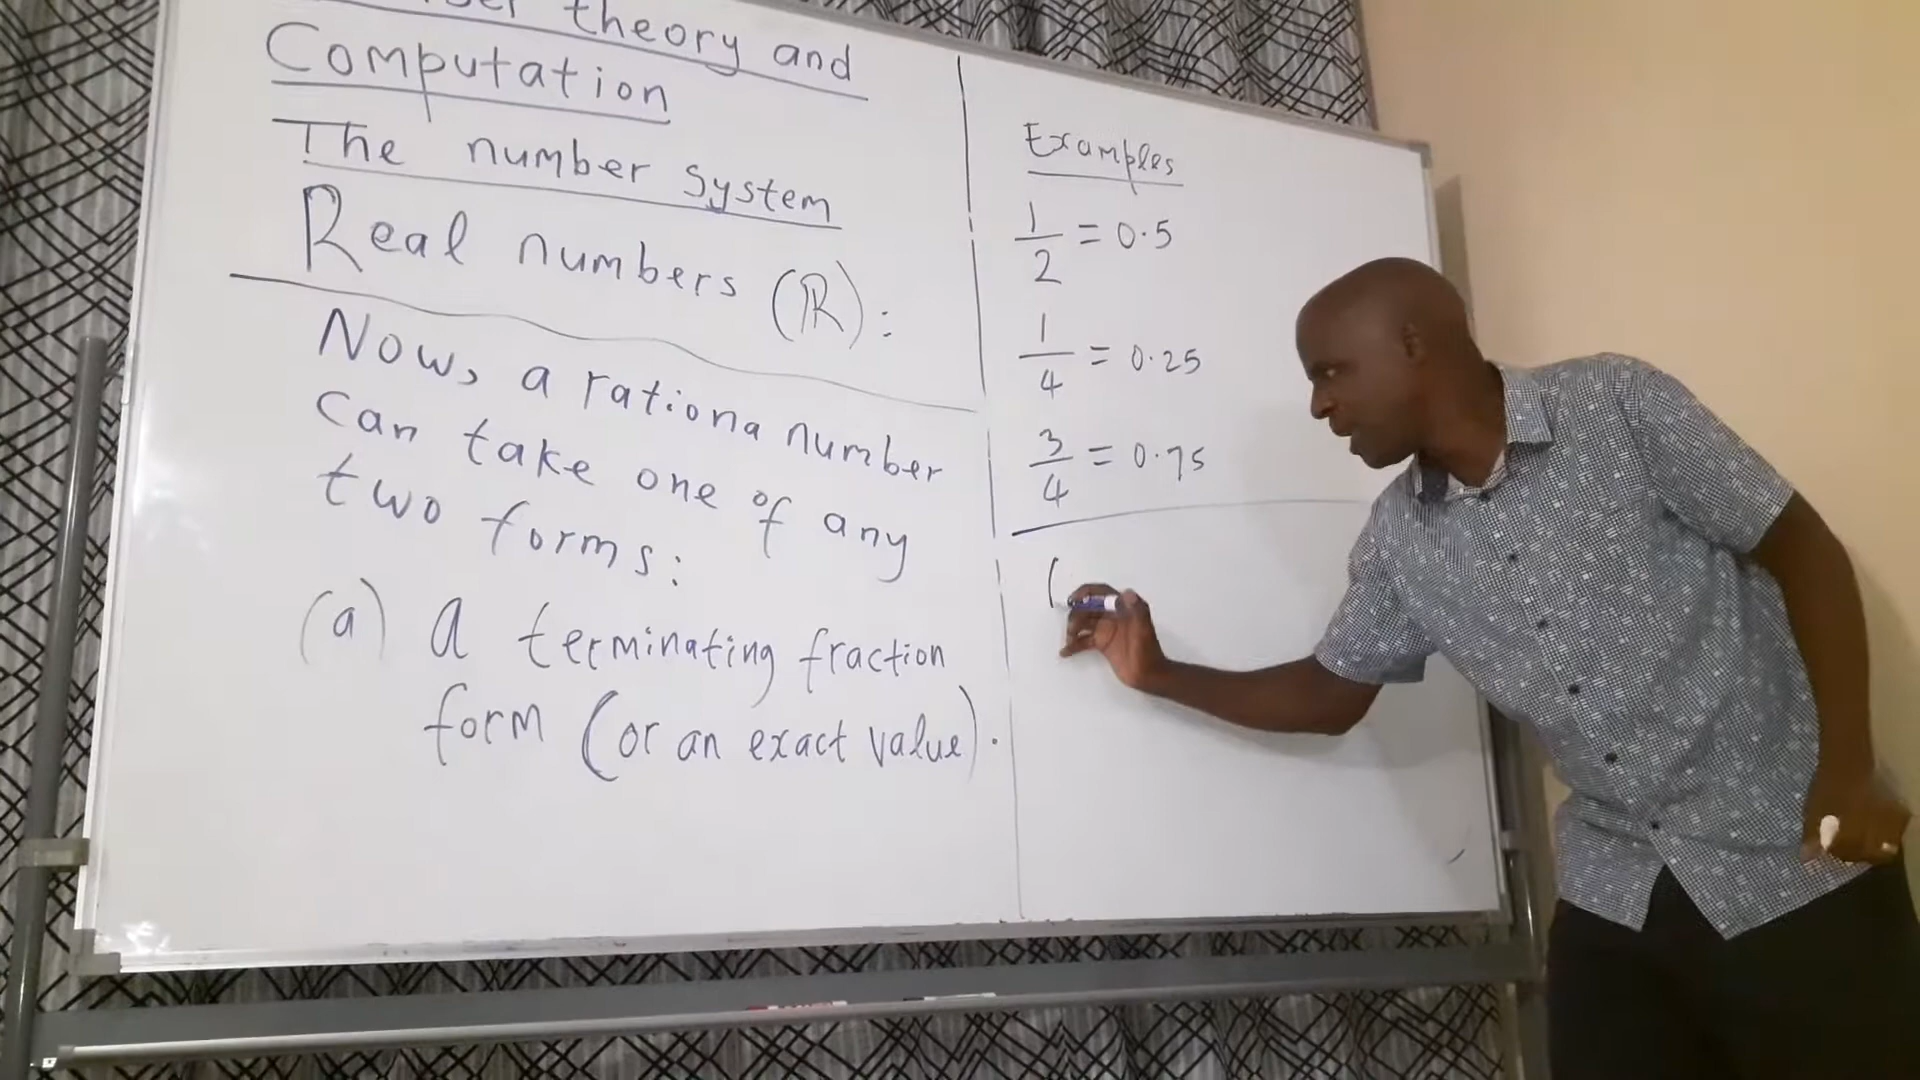 theory and
Computation
The number System
Real numbers (ℝ):
Now, a rationa number
can take one of any
two forms:
(a) a terminating fraction
form (or an exact value).
Examples
1/2 = 0.5
1/4 = 0.25
3/4 = 0.75
(